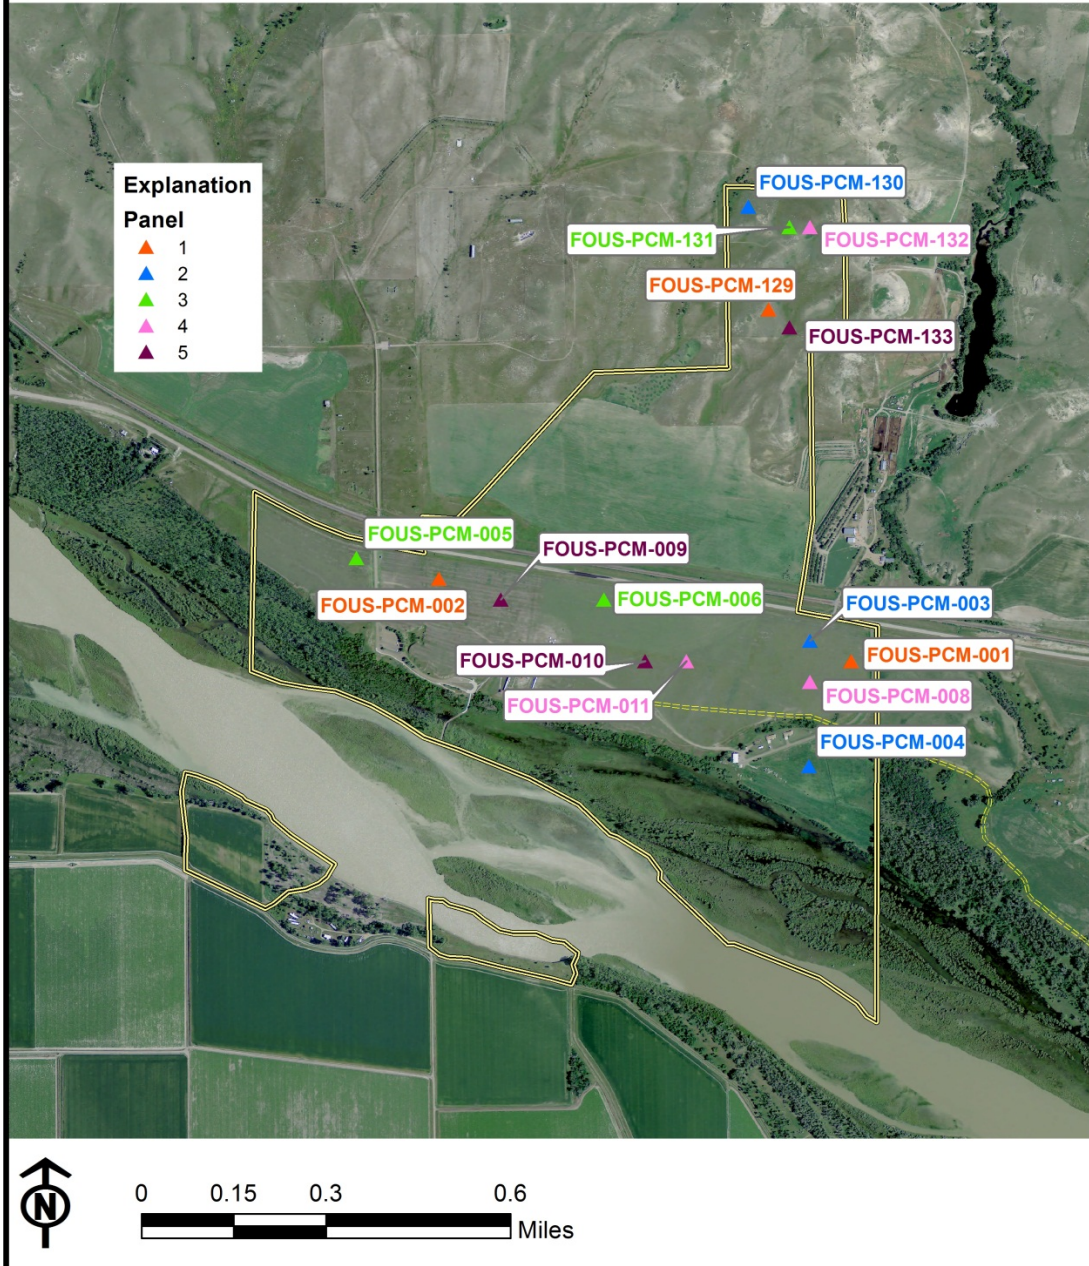 Explanation
Panel
1
2
3
4
5
FOUS-PCM-130
FOUS-PCM-131
FOUS-PCM-132
FOUS-PCM-129
FOUS-PCM-133
FOUS-PCM-005
FOUS-PCM-009
FOUS-PCM-002
FOUS-PCM-006
FOUS-PCM-003
FOUS-PCM-001
FOUS-PCM-010
FOUS-PCM-011
FOUS-PCM-008
FOUS-PCM-004
N
0 0.15 0.3 0.6
Miles